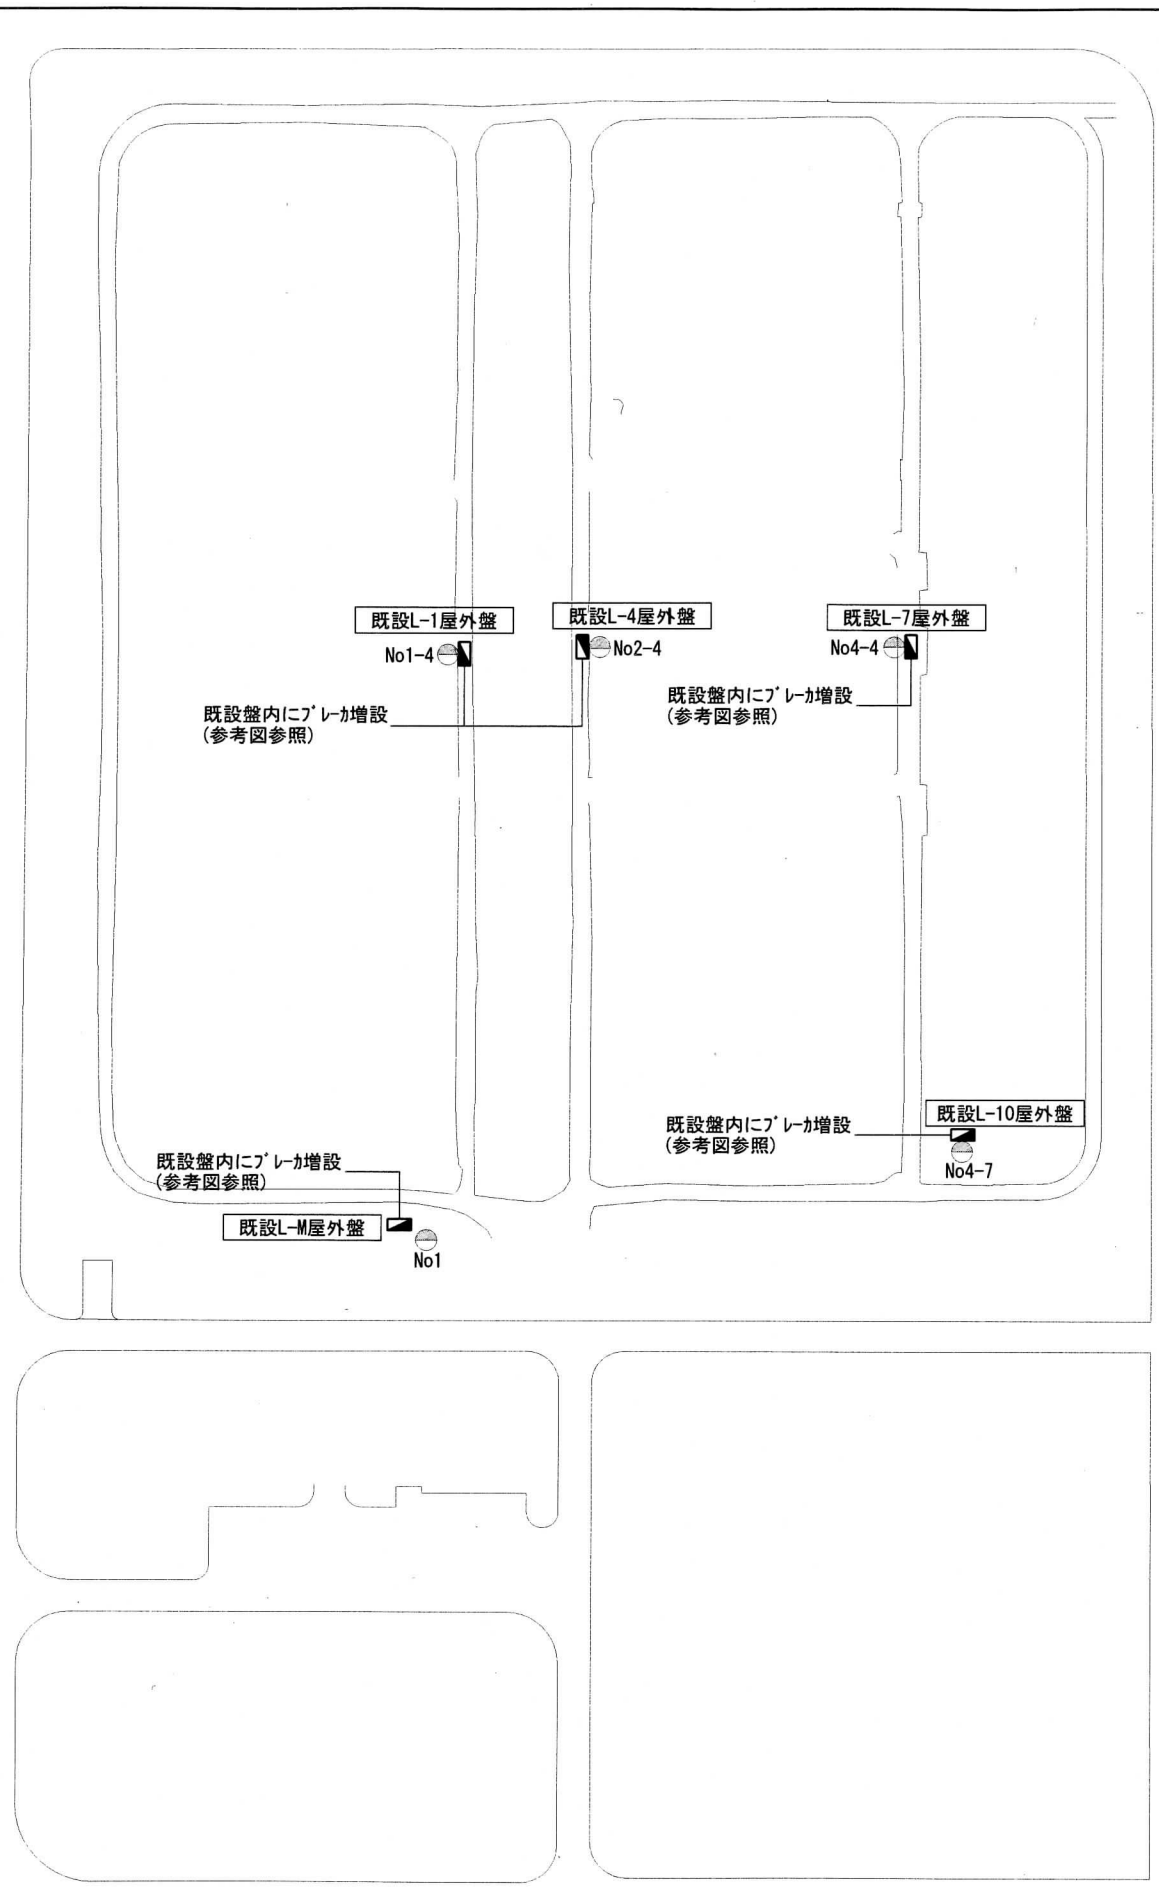 既設L-1屋外盤
既設L-4屋外盤
既設L-7屋外盤
No1-4
No2-4
No4-4
既設盤内にﾌﾞﾚｰｶ増設
(参考図参照)
既設盤内にﾌﾞﾚｰｶ増設
(参考図参照)
既設L-10屋外盤
既設盤内にﾌﾞﾚｰｶ増設
(参考図参照)
No4-7
既設盤内にﾌﾞﾚｰｶ増設
(参考図参照)
既設L-M屋外盤
No1